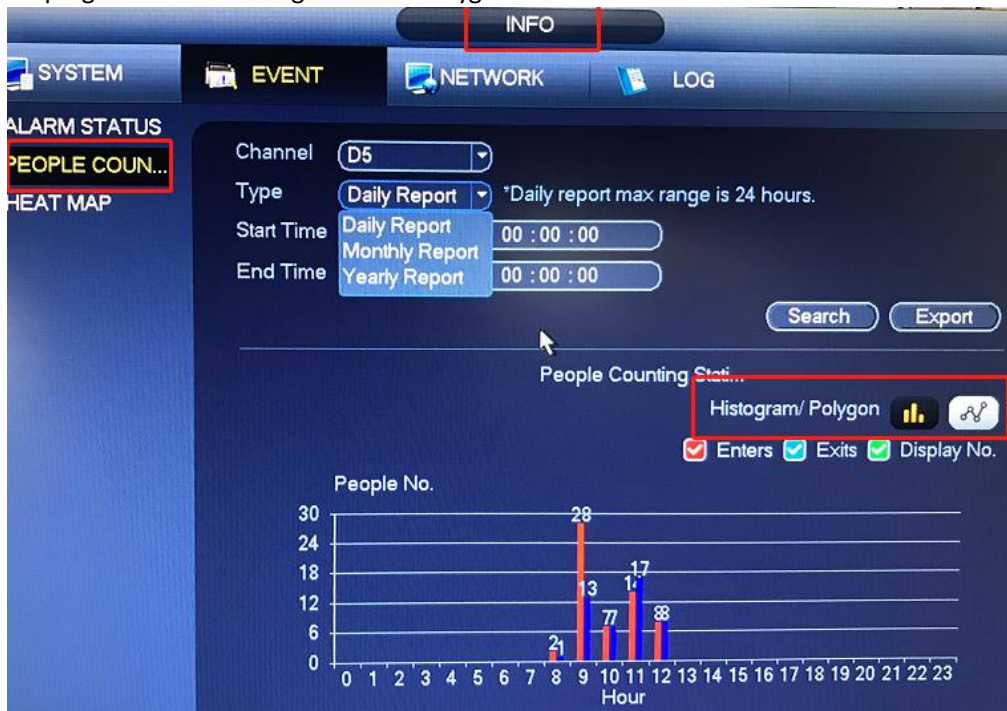 INFO
SYSTEM EVENT NETWORK LOG
ALARM STATUS
PEOPLE COUN...
HEAT MAP
Channel D5
Type Daily Report *Daily report max range is 24 hours.
Daily Report
Monthly Report
Yearly Report
Start Time 00 : 00 : 00
End Time 00 : 00 : 00
Search Export
People Counting Stati...
Histogram/ Polygon
Enters Exits Display No.
People No.
30
24
18
12
6
0
2 1 28 13 7 7 14 17 8 8
0 1 2 3 4 5 6 7 8 9 10 11 12 13 14 15 16 17 18 19 20 21 22 23
Hour